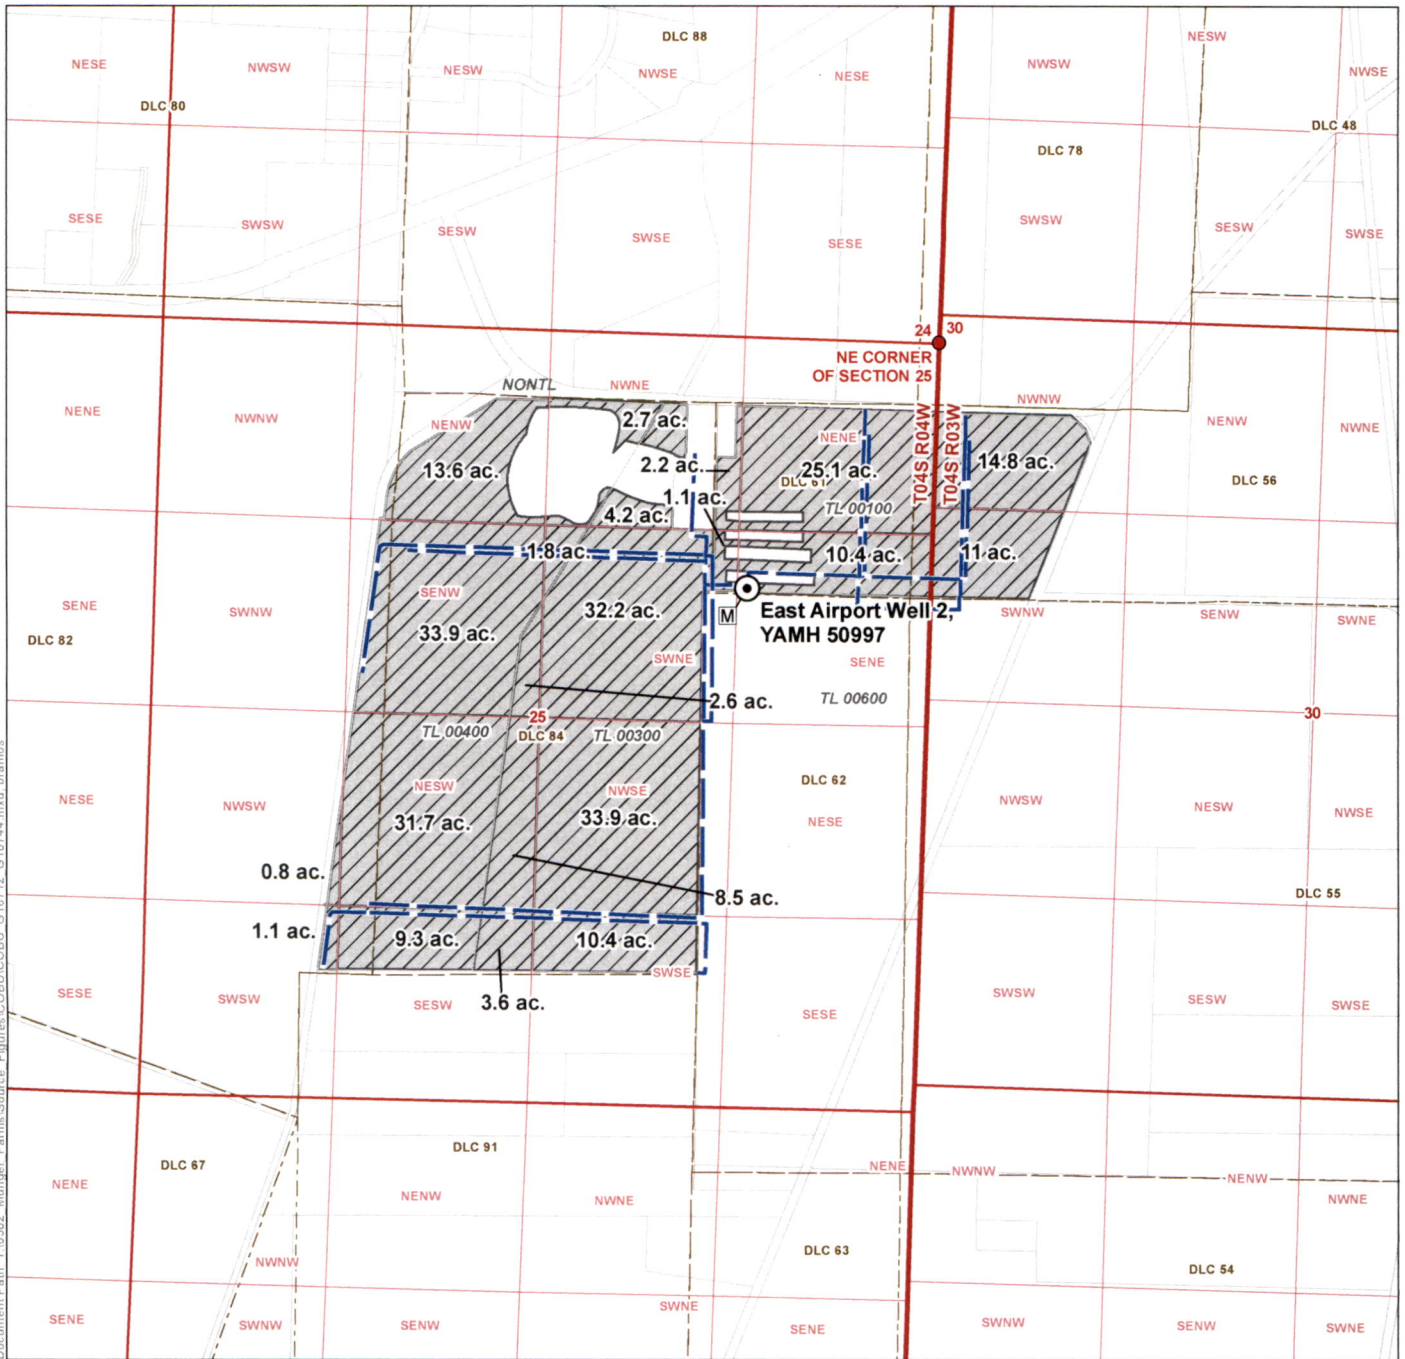 DLC 88
NESW
NESE
NWSW
NESW
NWSE
NESE
NWSW
NWSE
DLC 80
DLC 48
DLC 78
SESE
SWSW
SESW
SWSE
SESE
SWSW
SESW
SWSE
24 30
NE CORNER
OF SECTION 25
NENE
NWNW
NONTL
NWNE
NWNW
NENW
NWNE
NENW
2.7 ac.
NENE
T04S R04W
T04S R03W
13.6 ac.
2.2 ac.
25.1 ac.
14.8 ac.
DLC 61
DLC 56
1.1 ac.
TL 00100
4.2 ac.
1.8 ac.
10.4 ac.
11 ac.
SENE
SWNW
SENW
32.2 ac.
M
East Airport Well 2,
YAMH 50997
SWNW
SENW
SWNE
DLC 82
33.9 ac.
SWNE
SENE
2.6 ac.
TL 00600
25
30
TL 00400
DLC 84
TL 00300
DLC 62
NESE
NWSW
NESW
NWSE
NESE
NWSW
NESW
NWSE
31.7 ac.
33.9 ac.
0.8 ac.
8.5 ac.
DLC 55
1.1 ac.
9.3 ac.
10.4 ac.
SWSE
SESE
SWSW
SESW
3.6 ac.
SESE
SWSW
SESW
SWSE
DLC 67
DLC 91
NENE
NWNW
NENW
NENE
NENW
NWNE
NWNE
DLC 63
DLC 54
NWNW
SENE
SWNW
SENW
SWNE
SENE
SWNW
SENW
SWNE